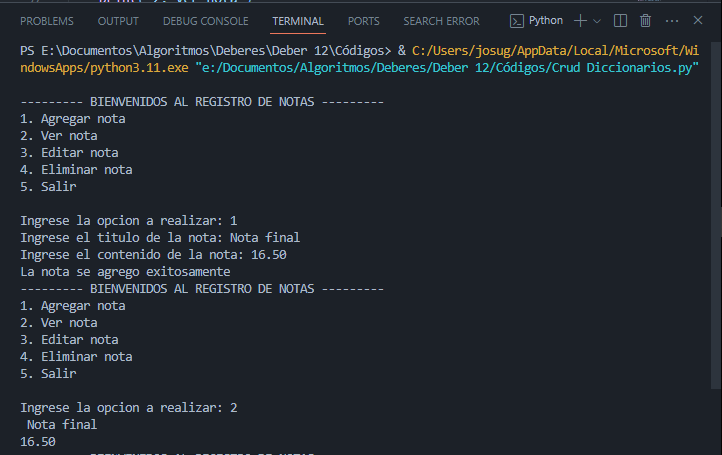 PROBLEMS OUTPUT DEBUG CONSOLE TERMINAL PORTS SEARCH ERROR Python
PS E:\Documentos\Algoritmos\Deberes\Deber 12\Códigos> & C:/Users/josug/AppData/Local/Microsoft/Wi
ndowsApps/python3.11.exe "e:/Documentos/Algoritmos/Deberes/Deber 12/Códigos/Crud Diccionarios.py"
--------- BIENVENIDOS AL REGISTRO DE NOTAS ---------
1. Agregar nota
2. Ver nota
3. Editar nota
4. Eliminar nota
5. Salir
Ingrese la opcion a realizar: 1
Ingrese el titulo de la nota: Nota final
Ingrese el contenido de la nota: 16.50
La nota se agrego exitosamente
--------- BIENVENIDOS AL REGISTRO DE NOTAS ---------
1. Agregar nota
2. Ver nota
3. Editar nota
4. Eliminar nota
5. Salir
Ingrese la opcion a realizar: 2
Nota final
16.50